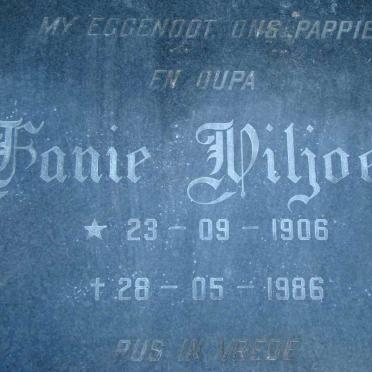 MY EGGENOOT, ONS PAPPIE
EN OUPA
Fanie Viljoe
★ 23 - 09 - 1906
† 28 - 05 - 1986
RUS IN VREDE